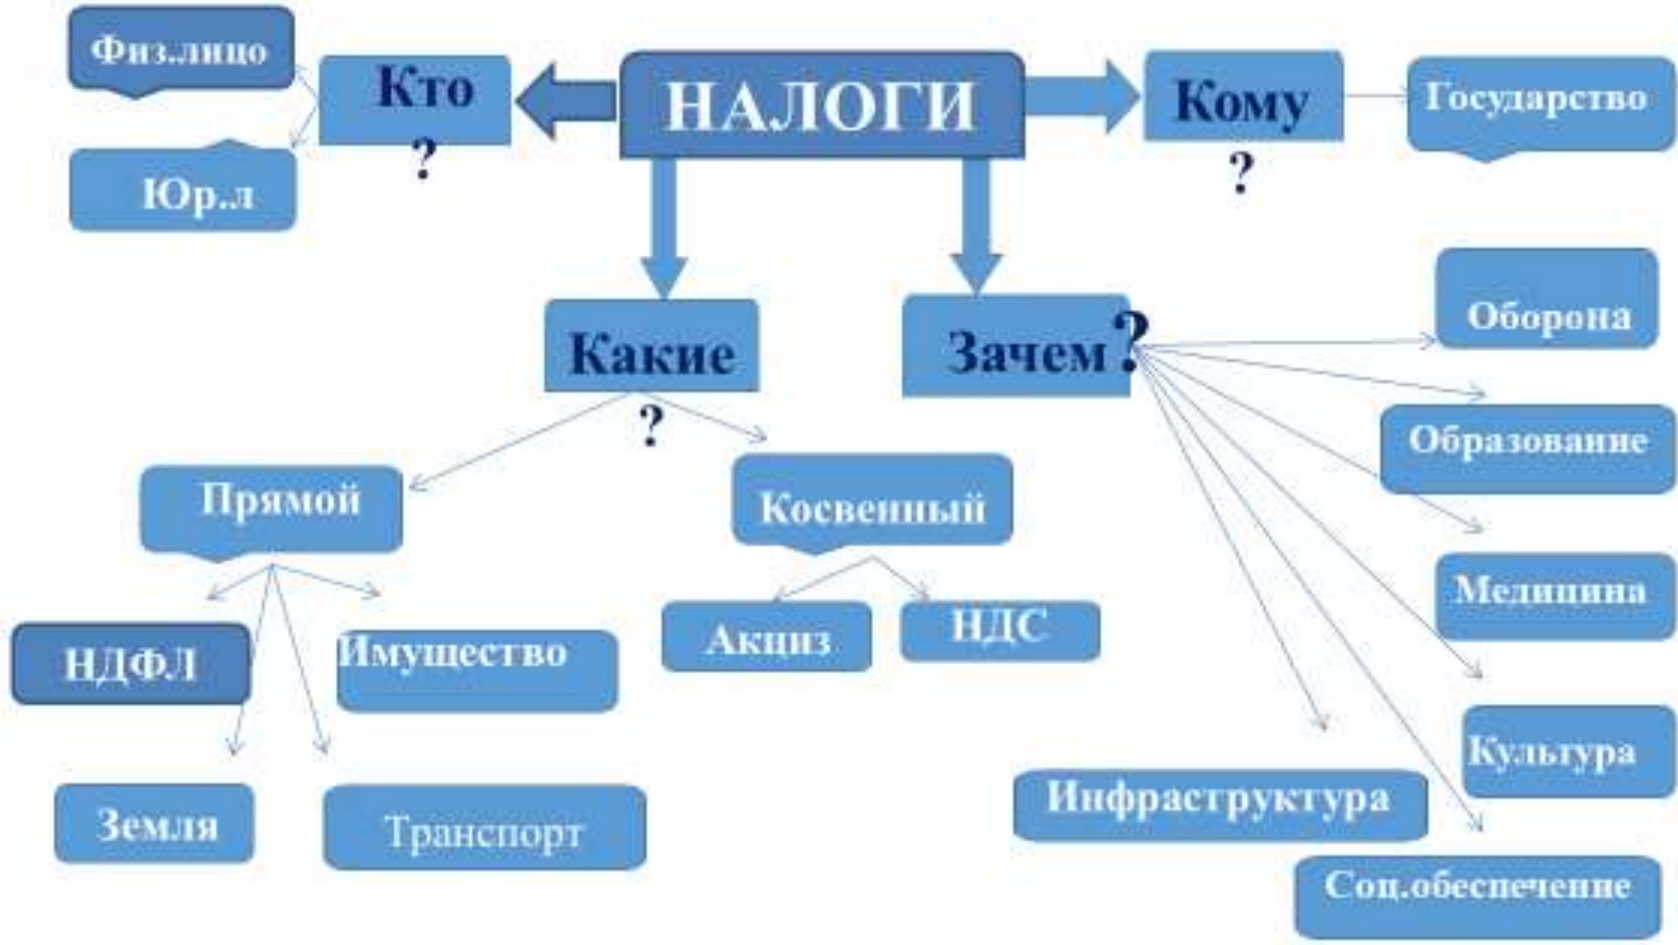 Физ.лицо
Кто
?
НАЛОГИ
Кому
?
Государство
Юр.л
Какие
?
Зачем?
Оборона
Образование
Прямой
Косвенный
Медицина
НДФЛ
Имущество
Акциз
НДС
Культура
Земля
Транспорт
Инфраструктура
Соц.обеспечение